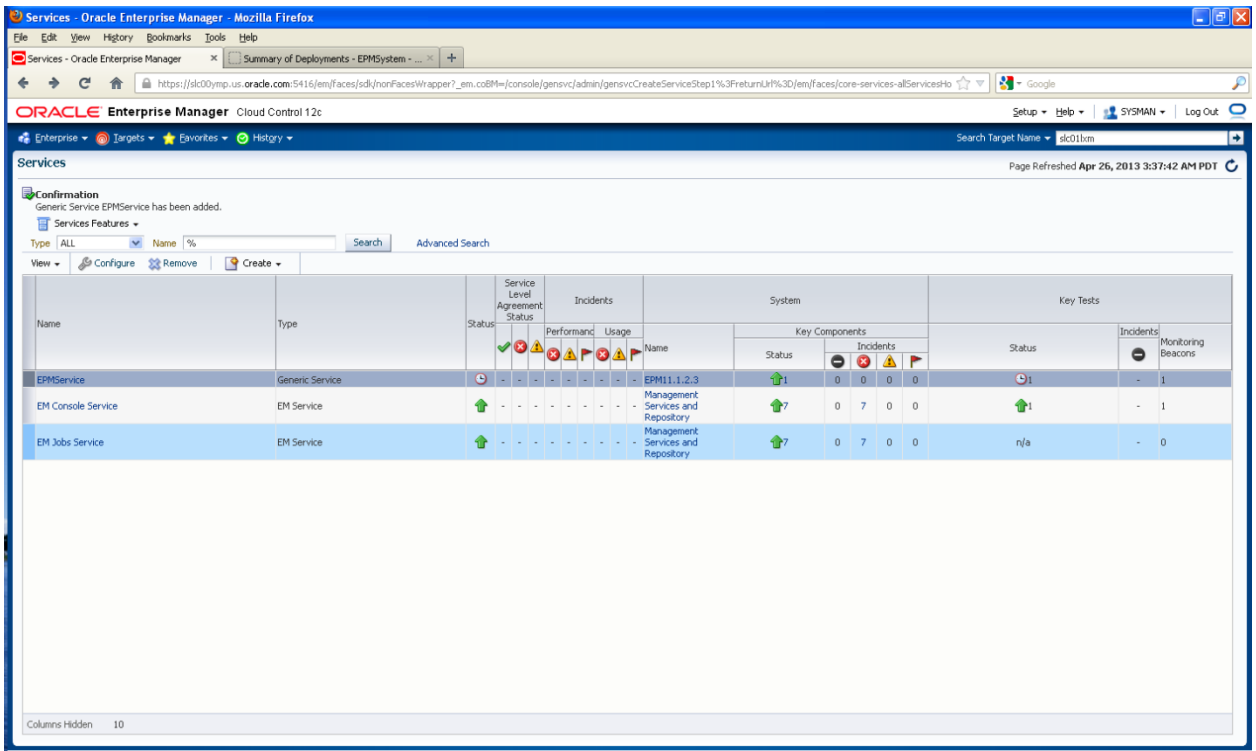 Services - Oracle Enterprise Manager - Mozilla Firefox
File Edit View History Bookmarks Tools Help
Services - Oracle Enterprise Manager × Summary of Deployments - EPMSystem - ... × +
https://slc00ymp.us.oracle.com:5416/em/faces/sdk/nonFacesWrapper?_em.coBM=/console/gensvc/admin/gensvcCreateServiceStep1%3FreturnUrl%3D/em/faces/core-services-allServicesHo Google
ORACLE Enterprise Manager Cloud Control 12c Setup Help SYSMAN Log Out
Enterprise Targets Favorites History Search Target Name slc01lxm
Services Page Refreshed Apr 26, 2013 3:37:42 AM PDT
Confirmation
Generic Service EPMService has been added.
Services Features
Type ALL Name % Search Advanced Search
View Configure Remove Create
Name Type Status Service Level Agreement Status Incidents System Key Tests
Performanc Usage Name Key Components Status Incidents Monitoring Beacons
Status Incidents
EPMService Generic Service - - - - - - - - - EPM11.1.2.3 1 0 0 0 0 1 - 1
EM Console Service EM Service - - - - - - - - - Management Services and Repository 7 0 7 0 0 1 - 1
EM Jobs Service EM Service - - - - - - - - - Management Services and Repository 7 0 7 0 0 n/a - 0
Columns Hidden 10